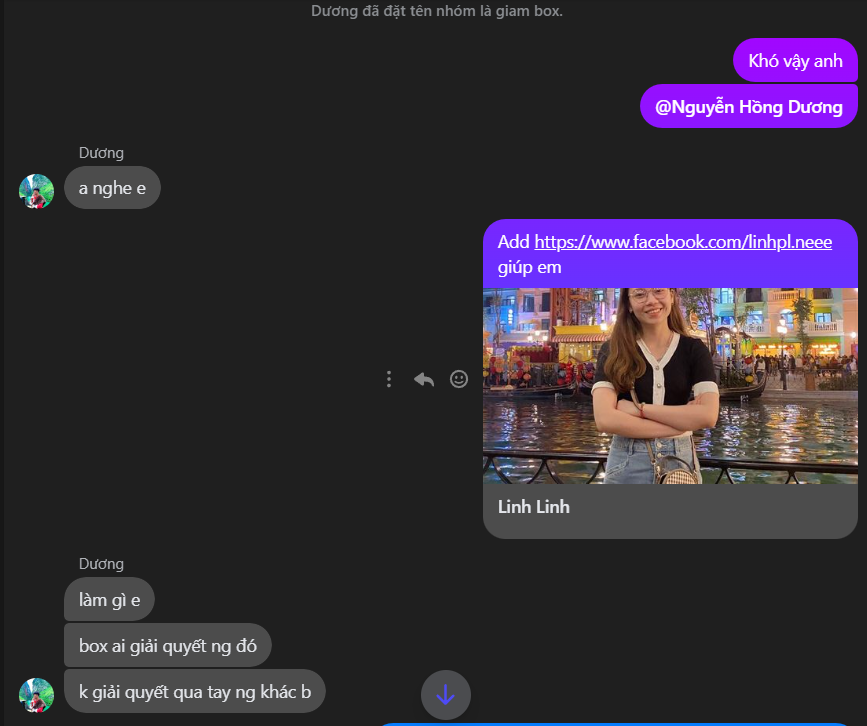 Dương đã đặt tên nhóm là giam box.
Khó vậy anh
@Nguyễn Hồng Dương
Dương
a nghe e
Add https://www.facebook.com/linhpl.neee
giúp em
Linh Linh
Dương
làm gì e
box ai giải quyết ng đó
k giải quyết qua tay ng khác b